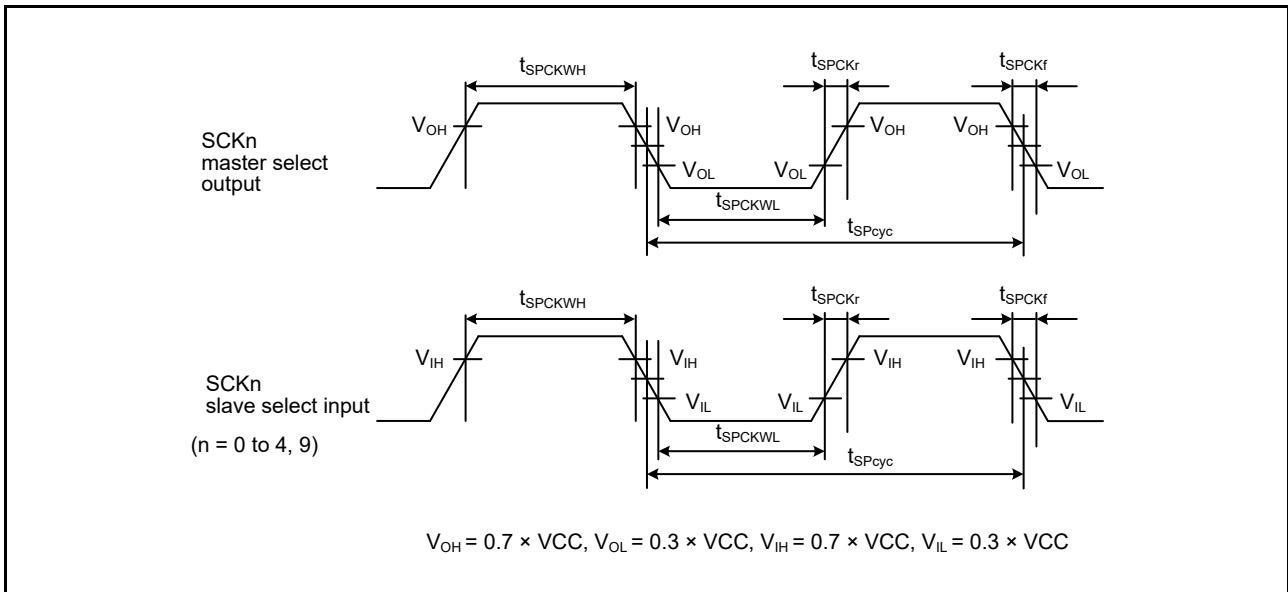 tSPCKWH
tSPCKr
tSPCKf
SCKn
master select
output
VOH
VOH
VOL
VOL
VOH
VOH
VOL
tSPCKWL
tSPcyc
tSPCKWH
tSPCKr
tSPCKf
SCKn
slave select input
(n = 0 to 4, 9)
VIH
VIH
VIL
VIL
VIH
VIH
VIL
tSPCKWL
tSPcyc
VOH = 0.7 × VCC, VOL = 0.3 × VCC, VIH = 0.7 × VCC, VIL = 0.3 × VCC